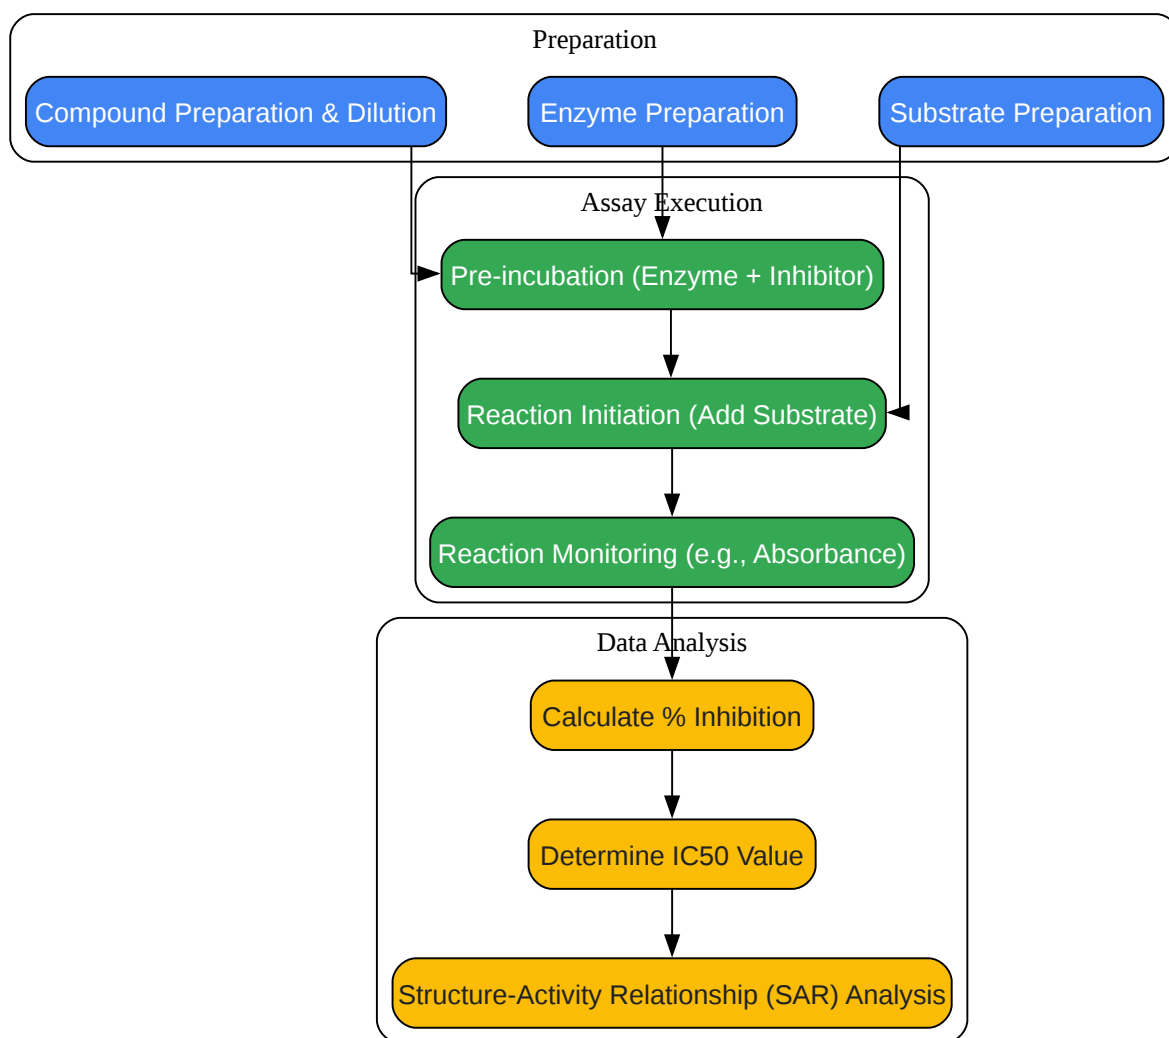 Preparation
Compound Preparation & Dilution
Enzyme Preparation
Substrate Preparation
Assay Execution
Pre-incubation (Enzyme + Inhibitor)
Reaction Initiation (Add Substrate)
Reaction Monitoring (e.g., Absorbance)
Data Analysis
Calculate % Inhibition
Determine IC50 Value
Structure-Activity Relationship (SAR) Analysis